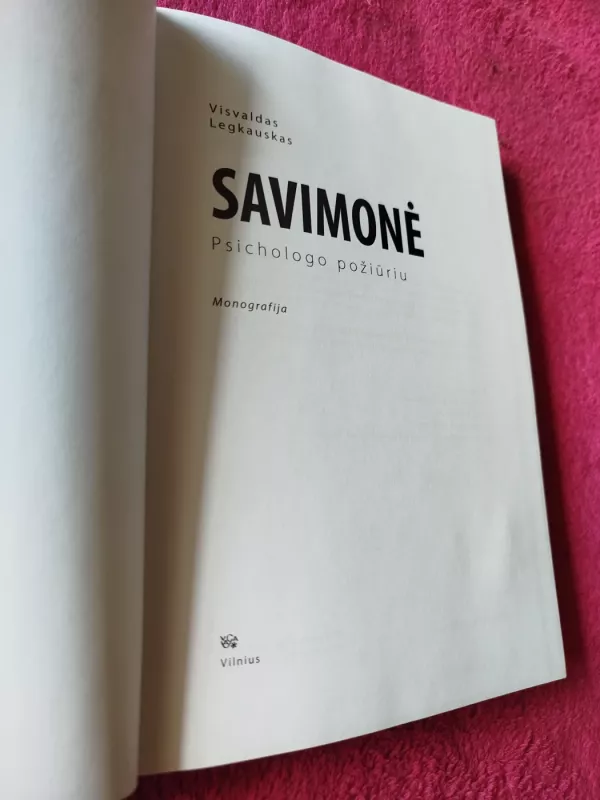 Visvaldas
Legkauskas
SAVIMONĖ
Psichologo požiūriu
Monografija
Vilnius